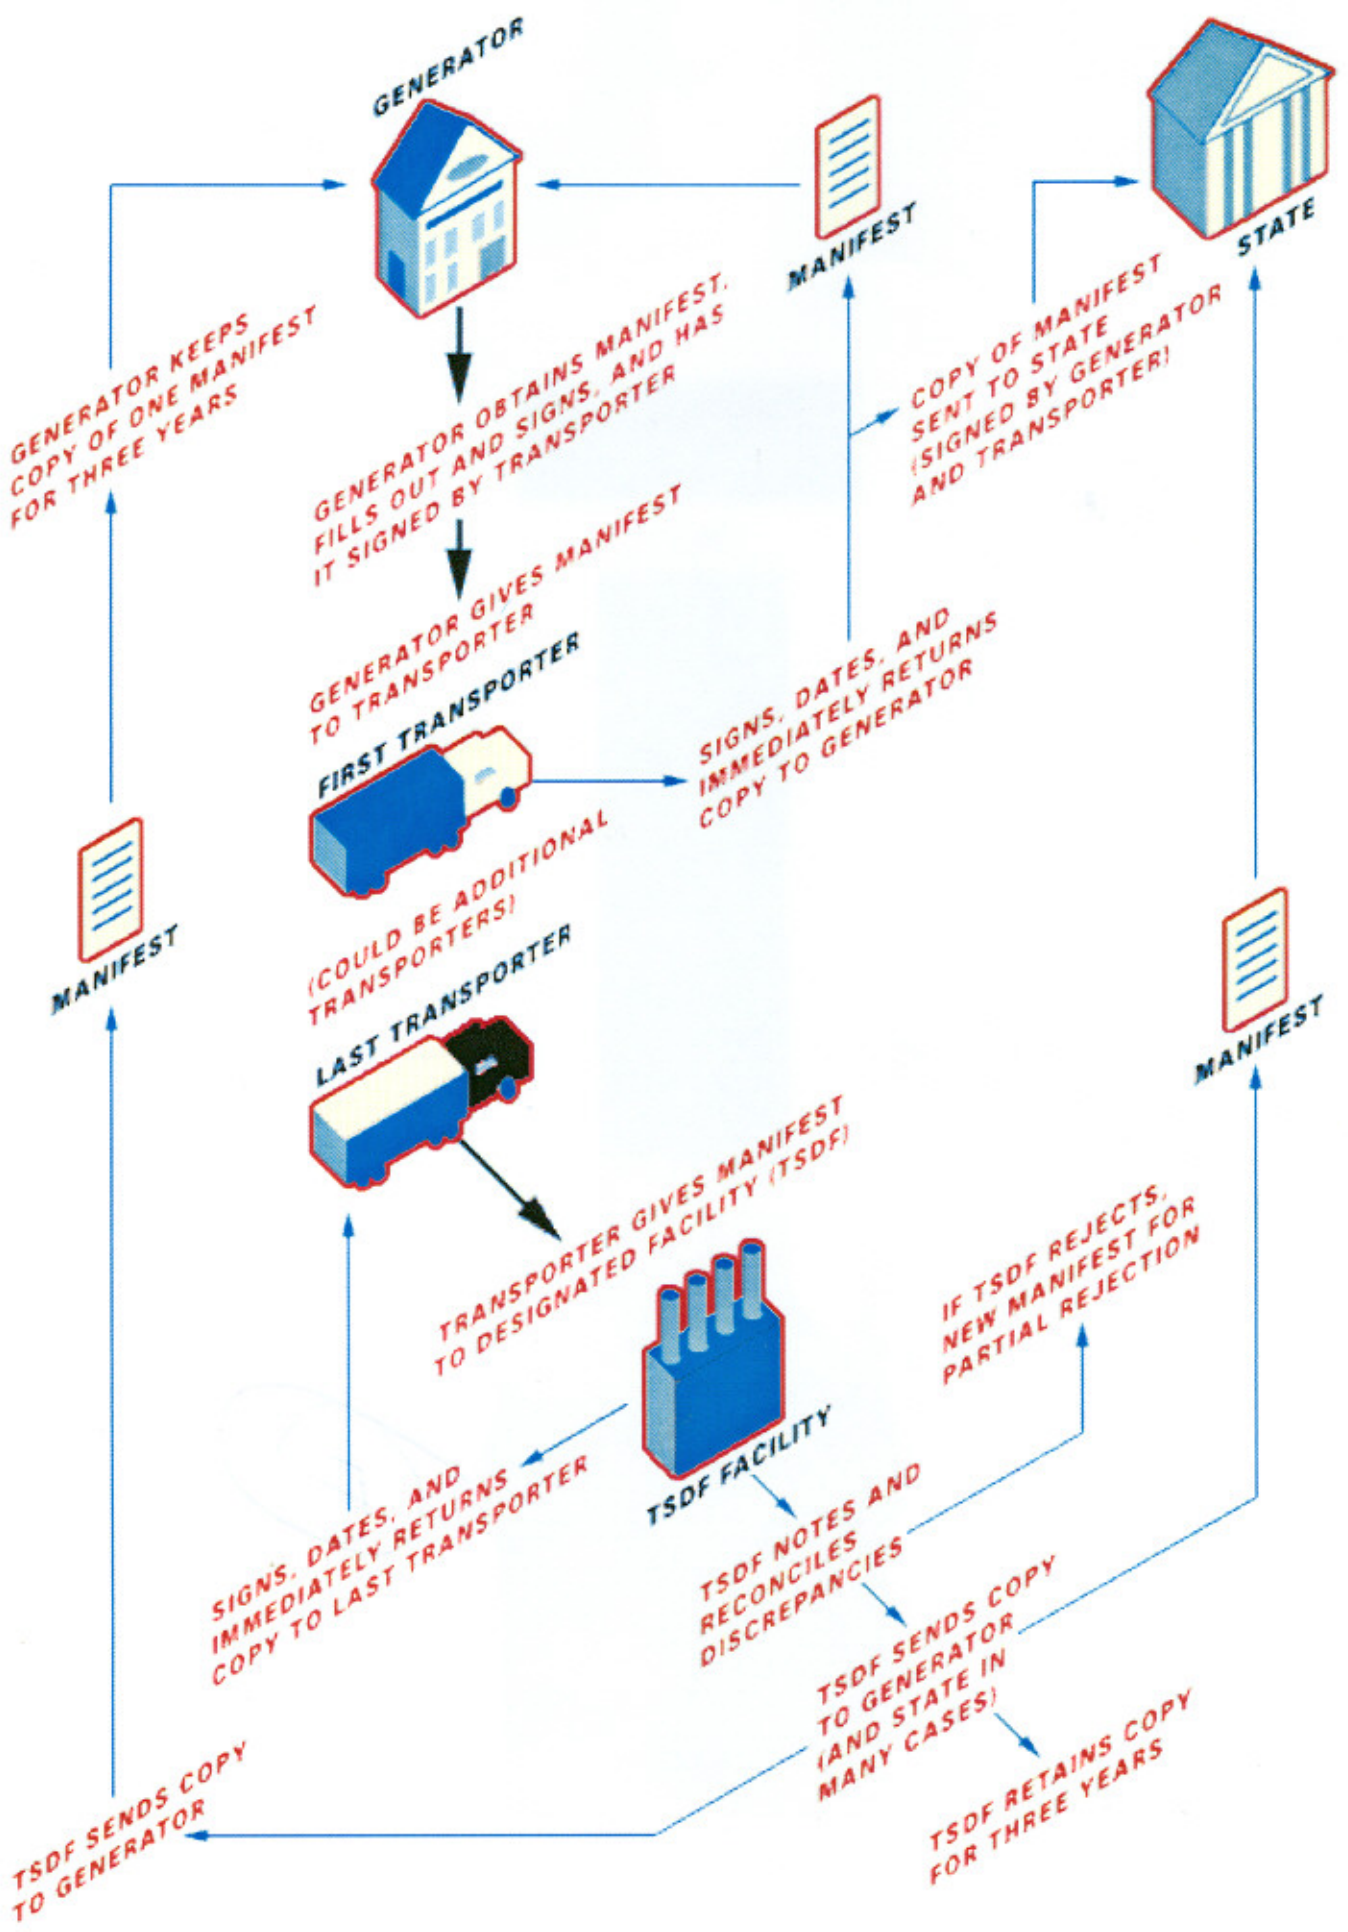 GENERATOR
STATE
MANIFEST
GENERATOR KEEPS
COPY OF ONE MANIFEST
FOR THREE YEARS
GENERATOR OBTAINS MANIFEST,
FILLS OUT AND SIGNS, AND HAS
IT SIGNED BY TRANSPORTER
COPY OF MANIFEST
SENT TO STATE
(SIGNED BY GENERATOR
AND TRANSPORTER)
GENERATOR GIVES MANIFEST
TO TRANSPORTER
FIRST TRANSPORTER
SIGNS, DATES, AND
IMMEDIATELY RETURNS
COPY TO GENERATOR
(COULD BE ADDITIONAL
TRANSPORTERS)
MANIFEST
LAST TRANSPORTER
MANIFEST
TRANSPORTER GIVES MANIFEST
TO DESIGNATED FACILITY (TSDF)
IF TSDF REJECTS,
NEW MANIFEST FOR
PARTIAL REJECTION
TSDF FACILITY
SIGNS, DATES, AND
IMMEDIATELY RETURNS
COPY TO LAST TRANSPORTER
TSDF NOTES AND
RECONCILES
DISCREPANCIES
TSDF SENDS COPY
TO GENERATOR
(AND STATE IN
MANY CASES)
TSDF SENDS COPY
TO GENERATOR
TSDF RETAINS COPY
FOR THREE YEARS